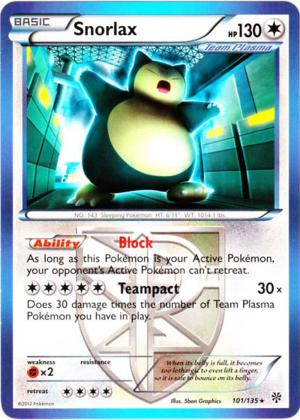 BASIC
Snorlax
HP130
Team Plasma
NO. 143 Sleeping Pokémon HT. 6'11" WT. 1014.1 lbs.
Ability Block
As long as this Pokémon is your Active Pokémon,
your opponent's Active Pokémon can't retreat.
Teampact 30×
Does 30 damage times the number of Team Plasma
Pokémon you have in play.
weakness resistance
×2
retreat
When its belly is full, it becomes
too lethargic to even lift a finger,
so it is safe to bounce on its belly.
©2012 Pokémon
Illus. 5ban Graphics
101/135★